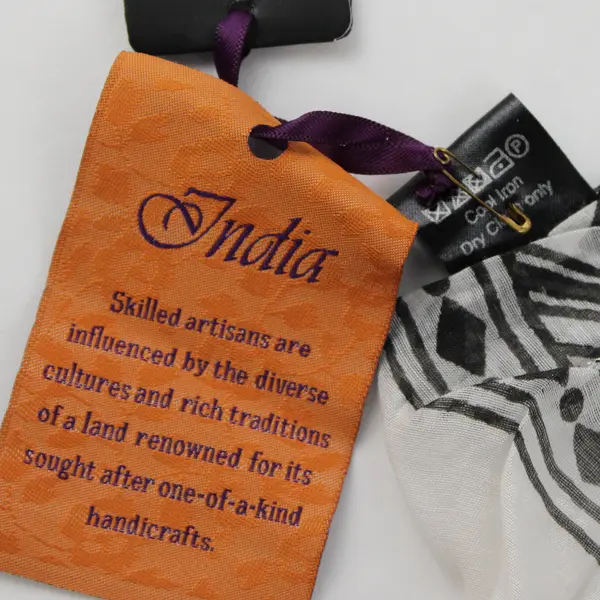 India
Skilled artisans are
influenced by the diverse
cultures and rich traditions
of a land renowned for its
sought after one-of-a-kind
handicrafts.
P
Cool Iron
Dry Clean only